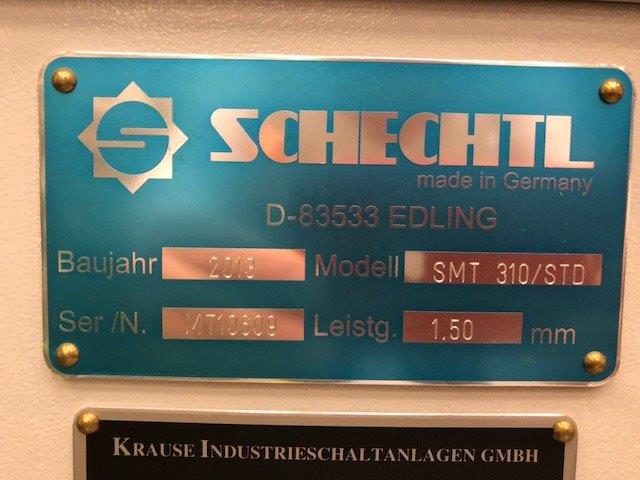 S SCHECHTL
made in Germany
D-83533 EDLING
Baujahr 2013 Modell SMT 310/STD
Ser /N. Leistg. 1,50 mm
KRAUSE INDUSTRIESCHALTANLAGEN GMBH